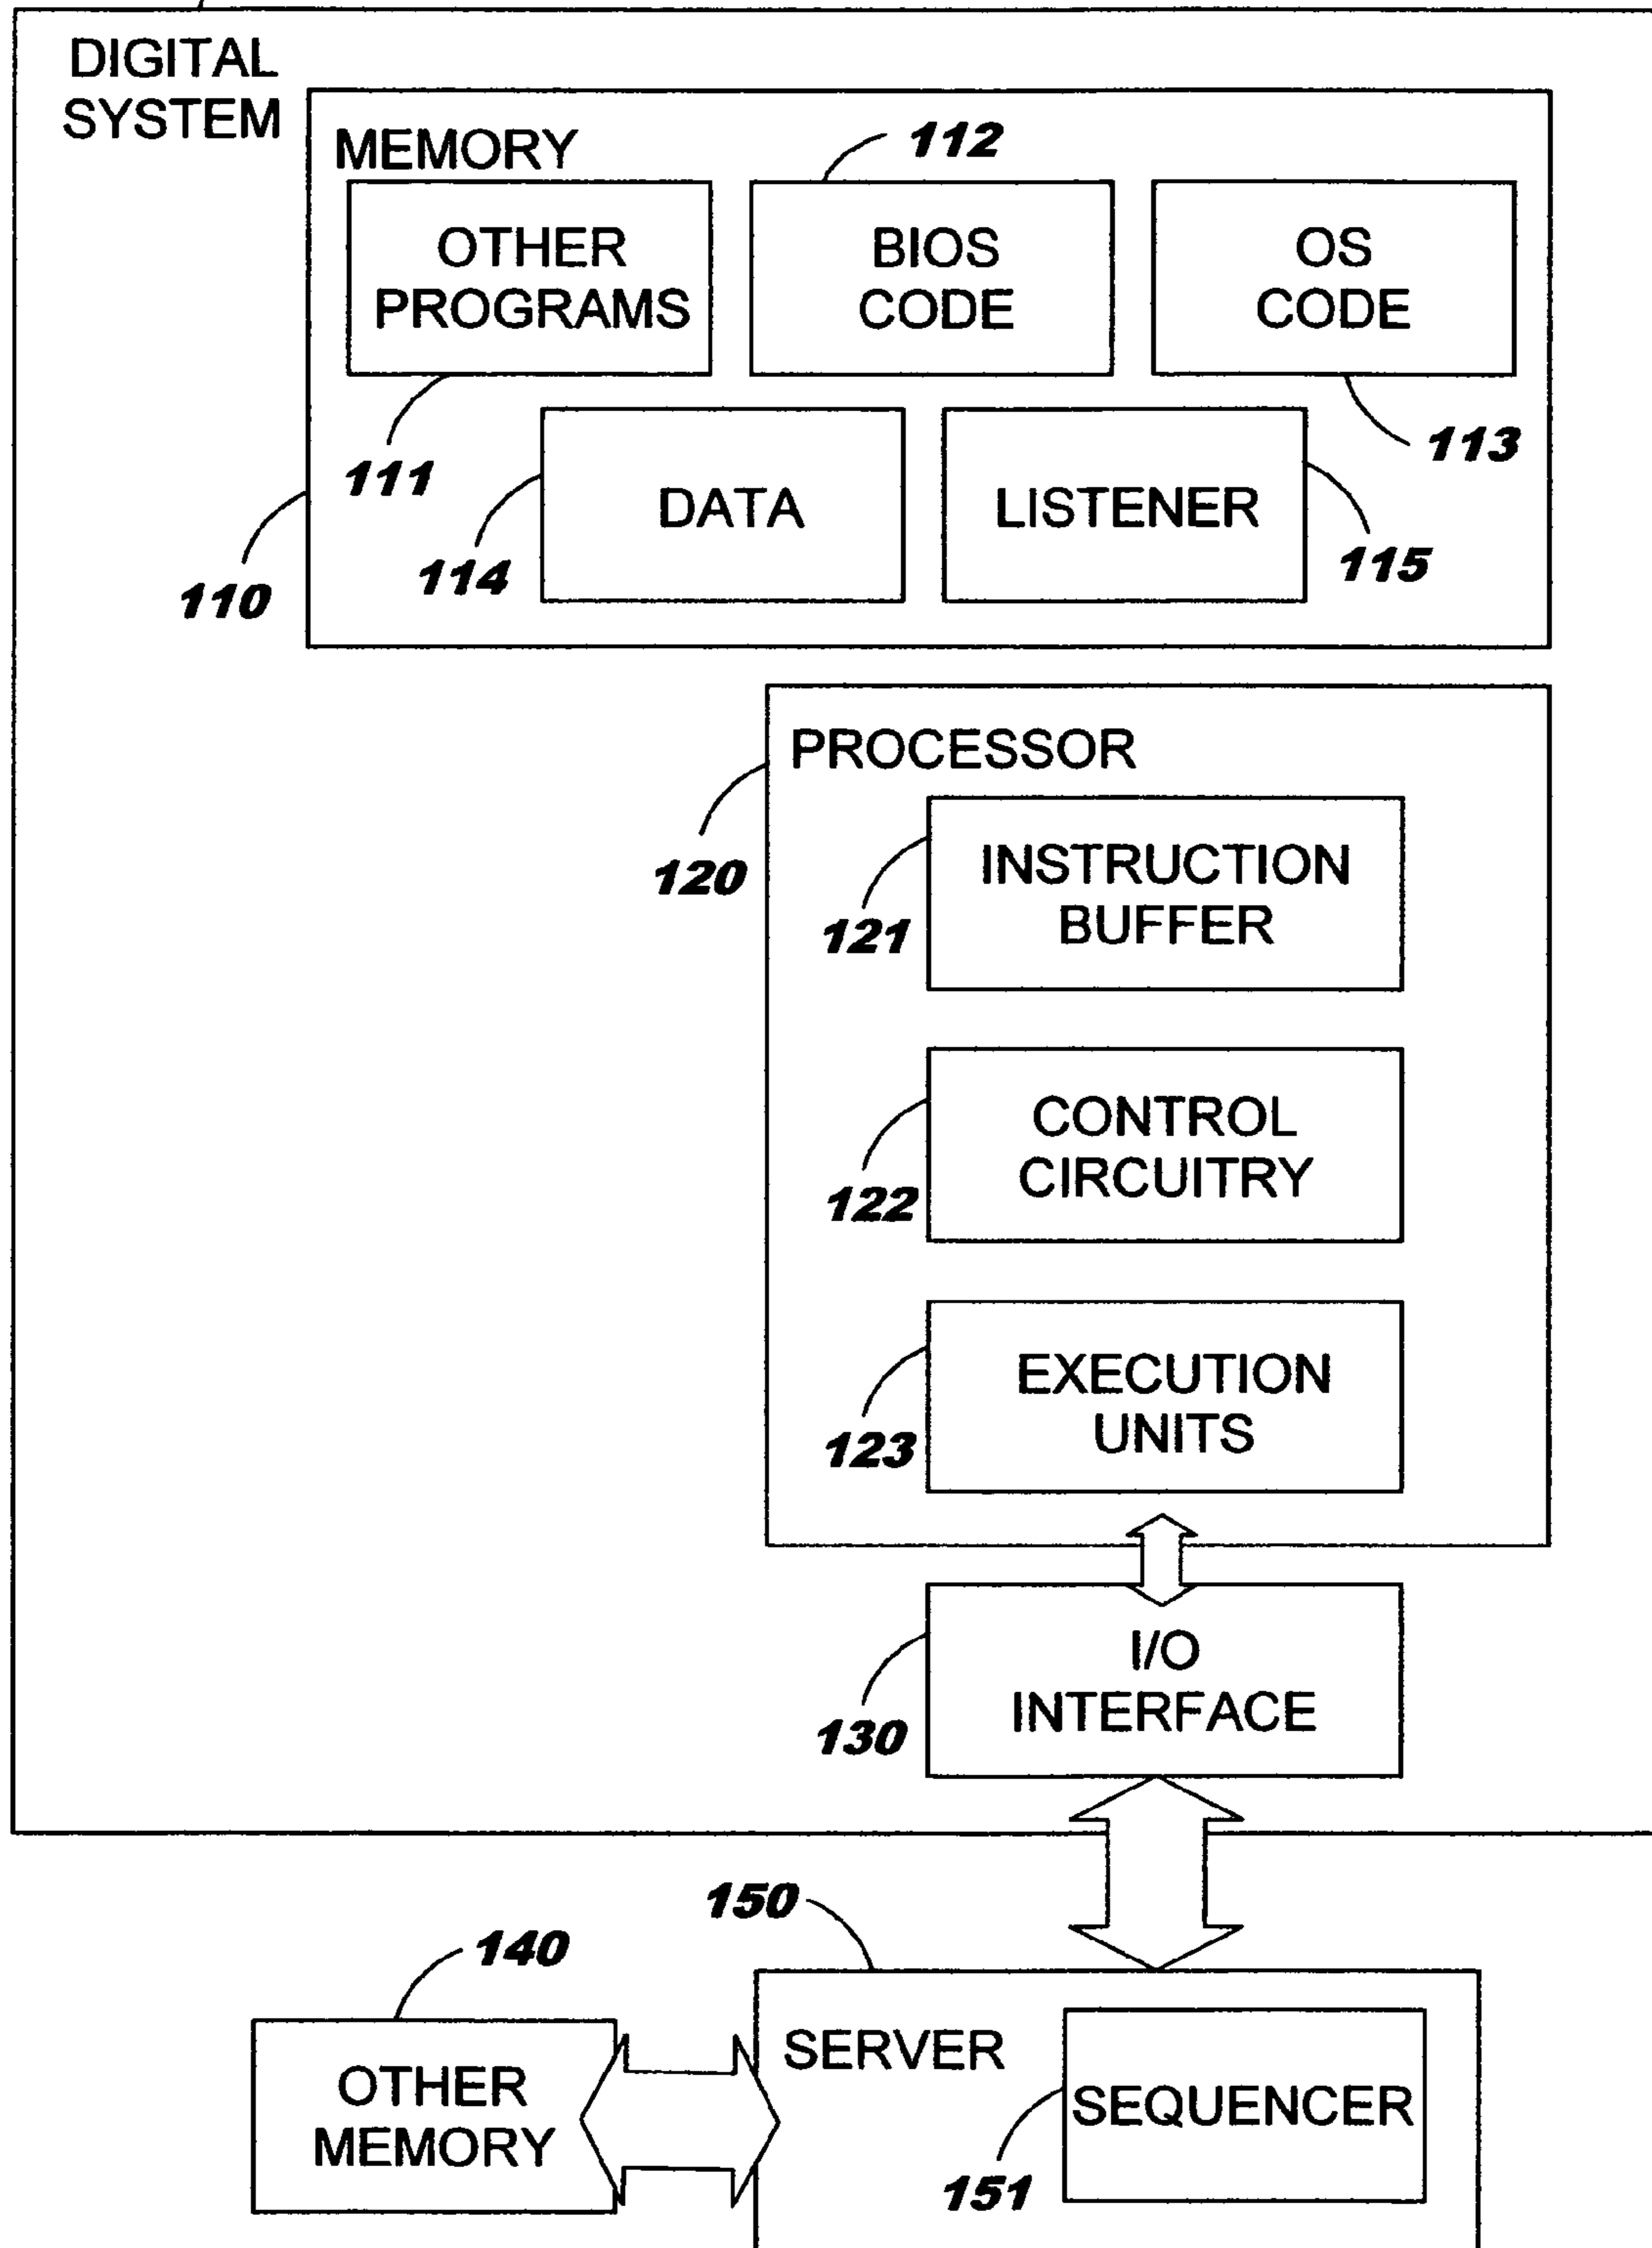 DIGITAL
SYSTEM
MEMORY
112
OTHER
PROGRAMS
BIOS
CODE
OS
CODE
111
113
DATA
LISTENER
110
114
115
PROCESSOR
120
INSTRUCTION
BUFFER
121
CONTROL
CIRCUITRY
122
EXECUTION
UNITS
123
I/O
INTERFACE
130
150
140
SERVER
OTHER
MEMORY
SEQUENCER
151